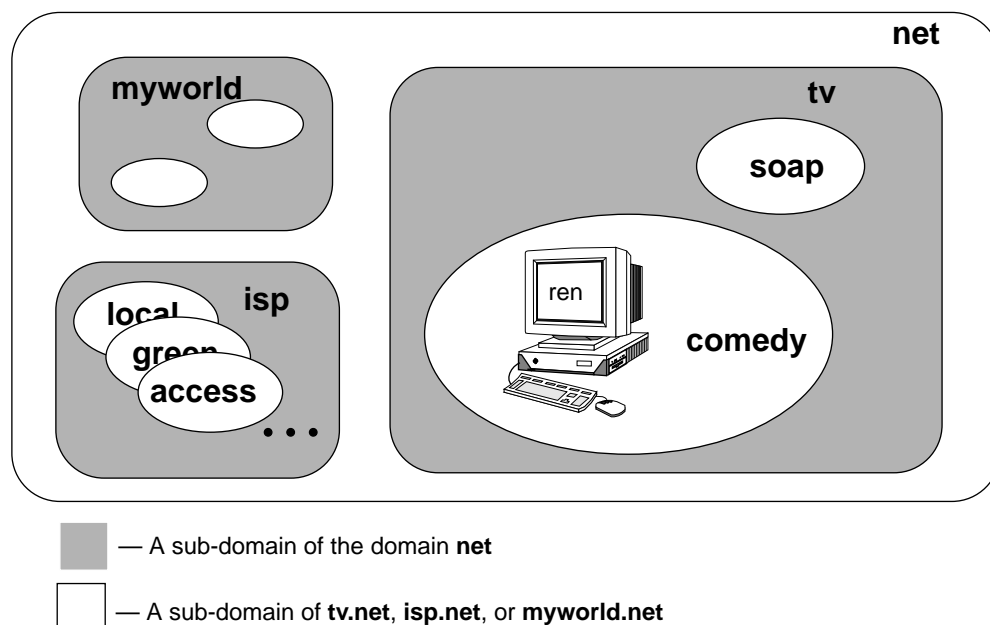 net
myworld
tv
soap
isp
local
green
access
• • •
ren
comedy
— A sub-domain of the domain net
— A sub-domain of tv.net, isp.net, or myworld.net